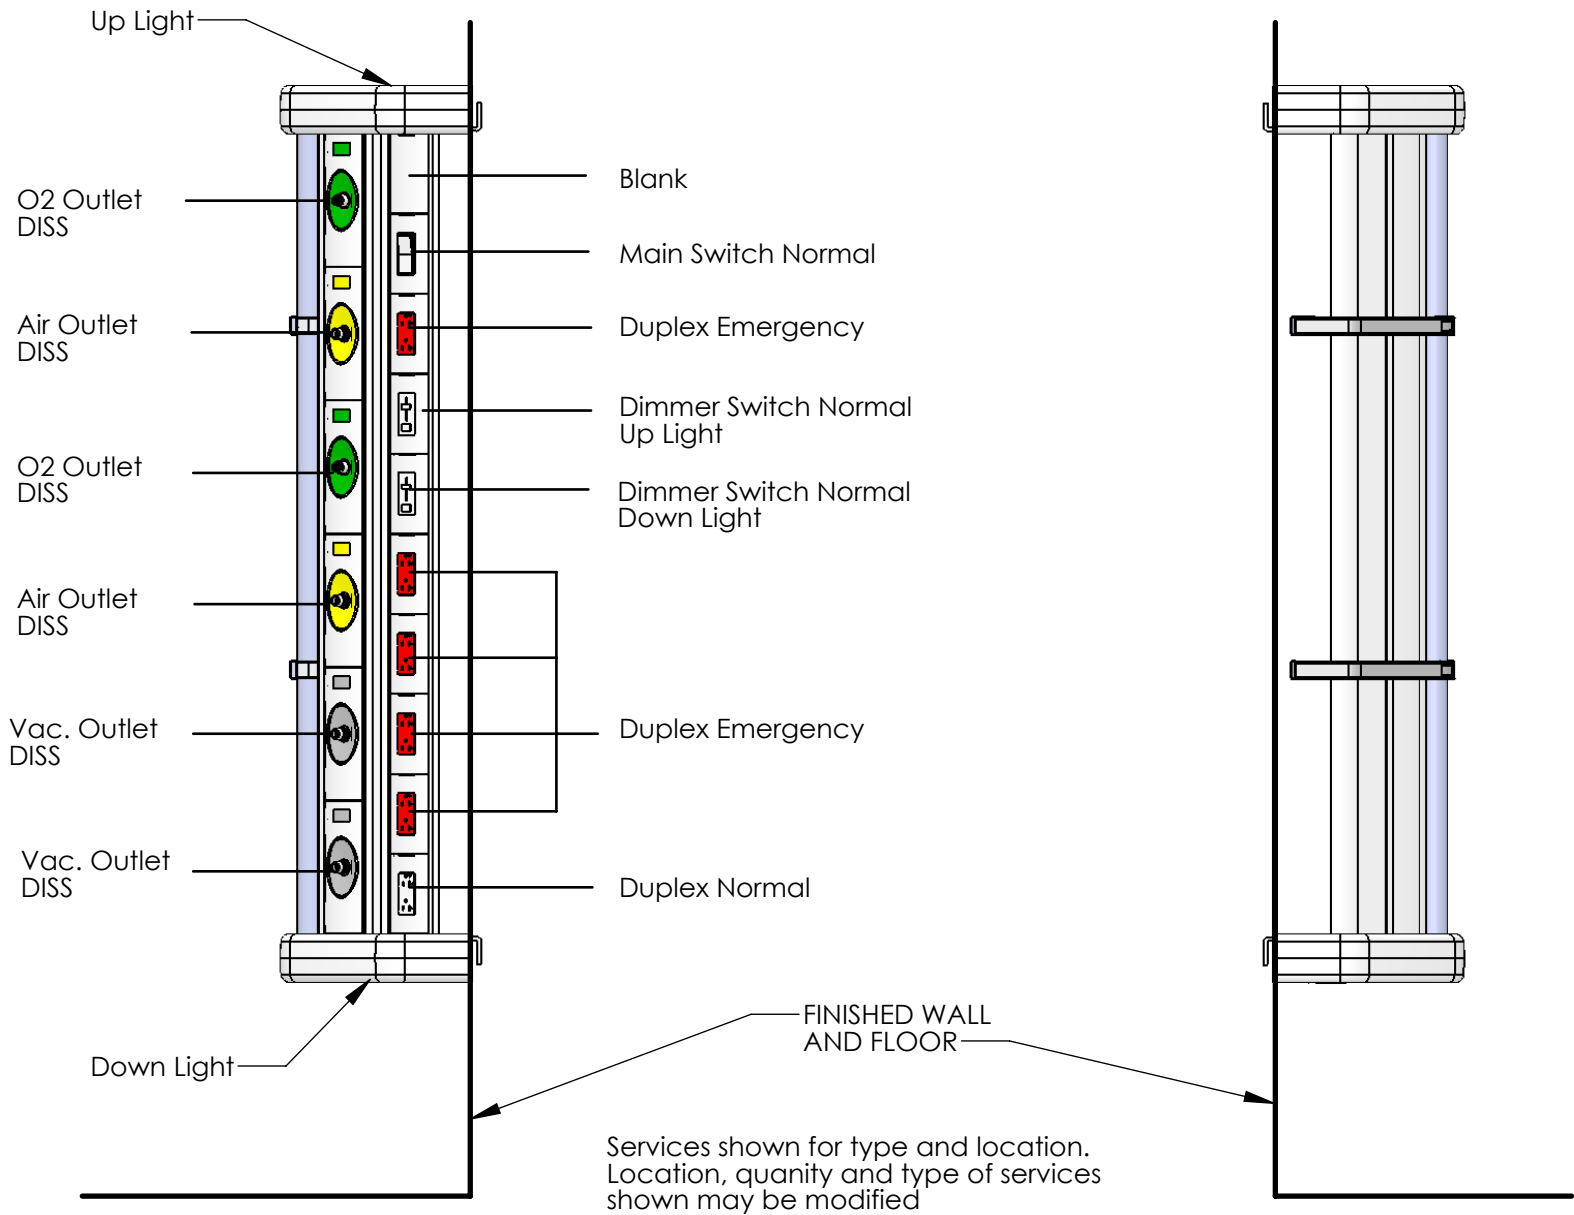 Up Light
O2 Outlet
DISS
Air Outlet
DISS
O2 Outlet
DISS
Air Outlet
DISS
Vac. Outlet
DISS
Vac. Outlet
DISS
Down Light
Blank
Main Switch Normal
Duplex Emergency
Dimmer Switch Normal
Up Light
Dimmer Switch Normal
Down Light
Duplex Emergency
Duplex Normal
FINISHED WALL
AND FLOOR
Services shown for type and location.
Location, quanity and type of services
shown may be modified